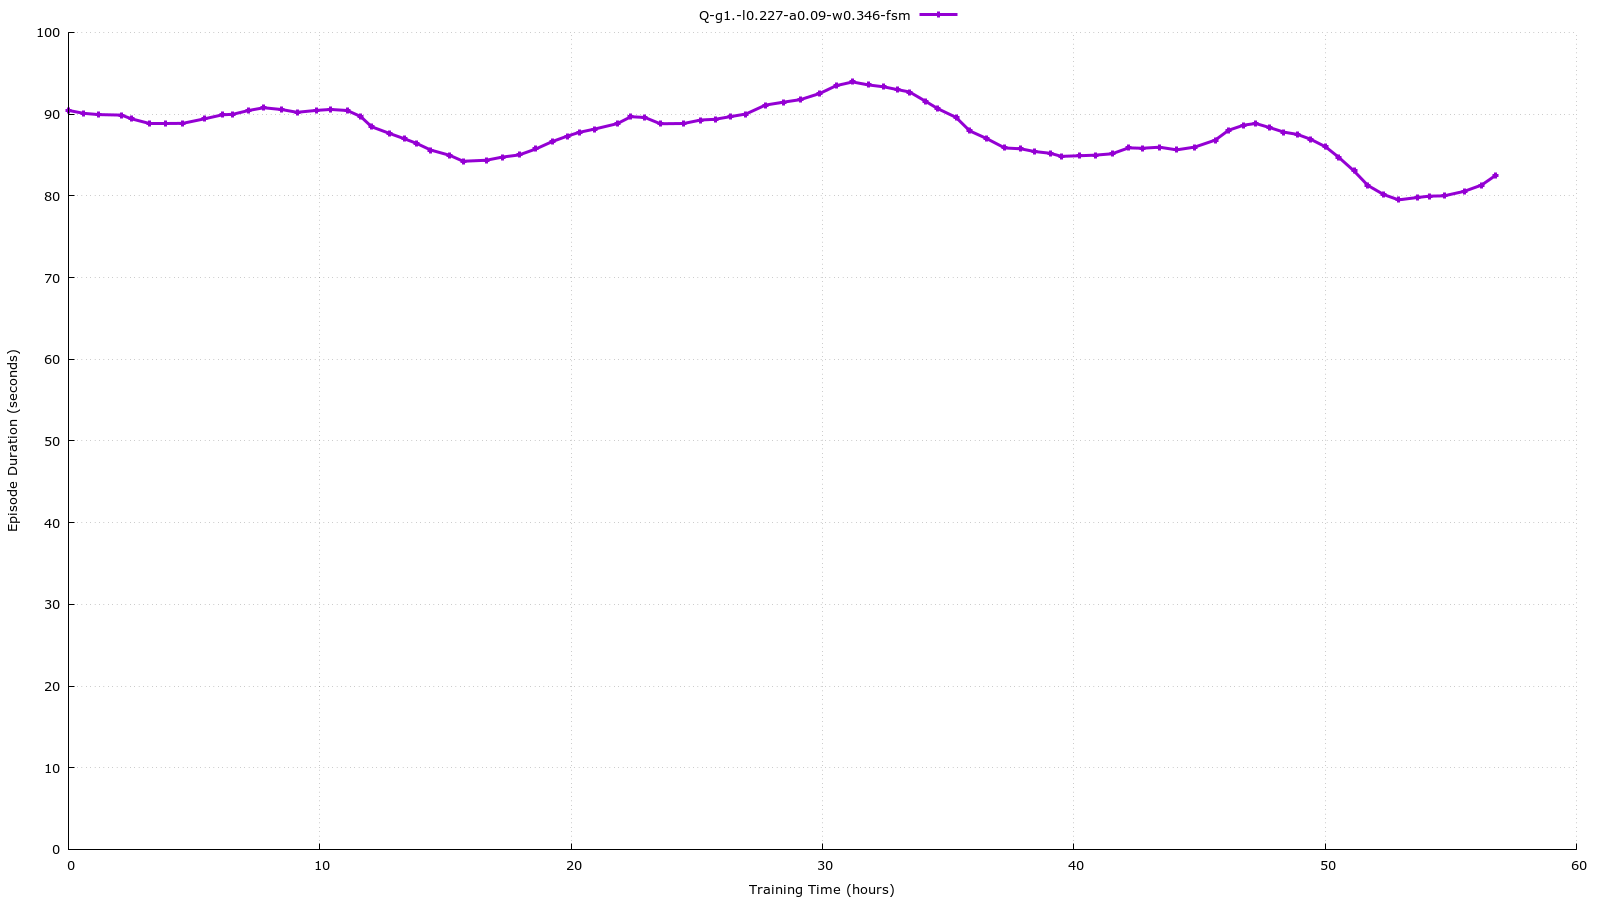 Q-g1.-l0.227-a0.09-w0.346-fsm
100
90
80
70
60
50
40
30
20
10
0
Episode Duration (seconds)
0 10 20 30 40 50 60
Training Time (hours)